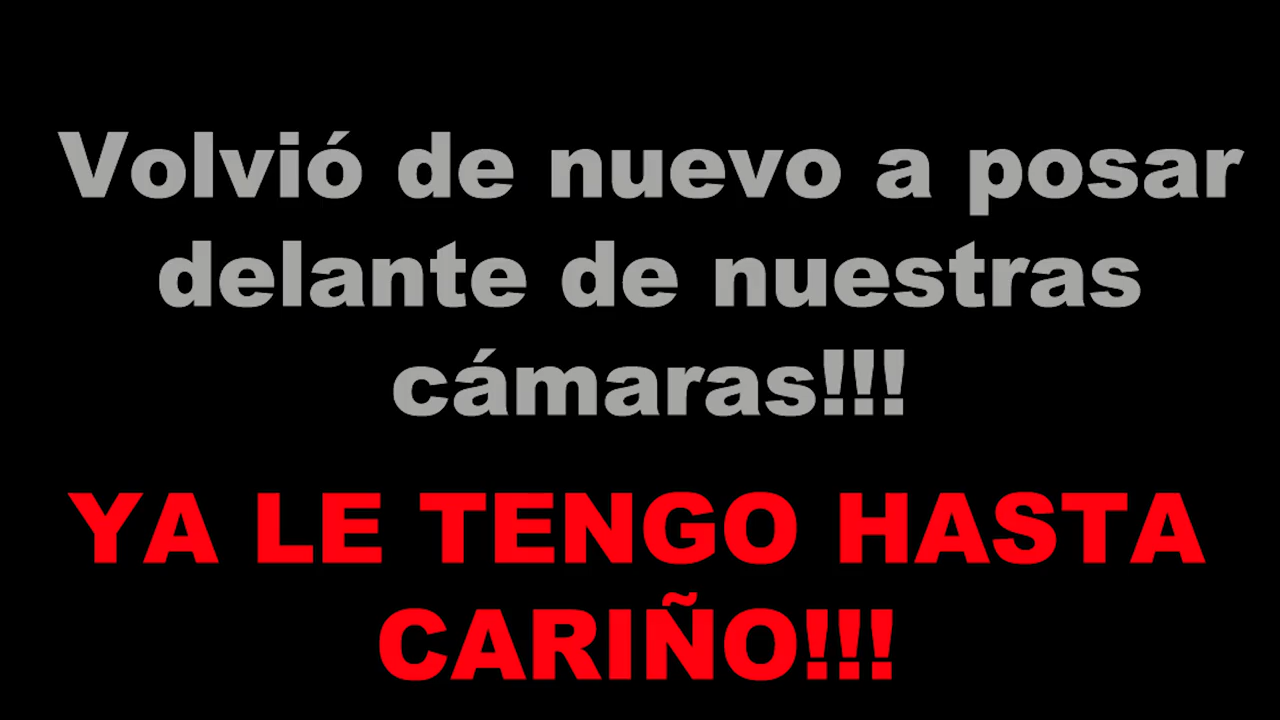 Volvió de nuevo a posar
delante de nuestras
cámaras!!!
YA LE TENGO HASTA
CARIÑO!!!